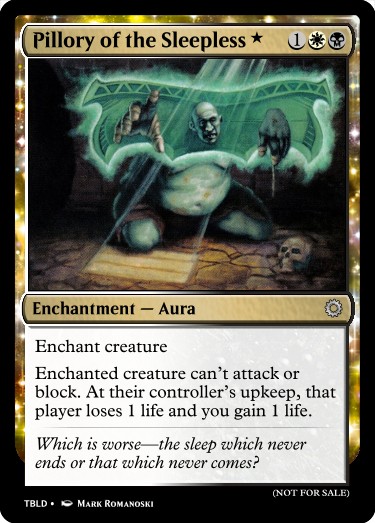 Pillory of the Sleepless ★ 1
Enchantment — Aura
Enchant creature
Enchanted creature can't attack or
block. At their controller's upkeep, that
player loses 1 life and you gain 1 life.
Which is worse—the sleep which never
ends or that which never comes?
(NOT FOR SALE)
TBLD • Mark Romanoski